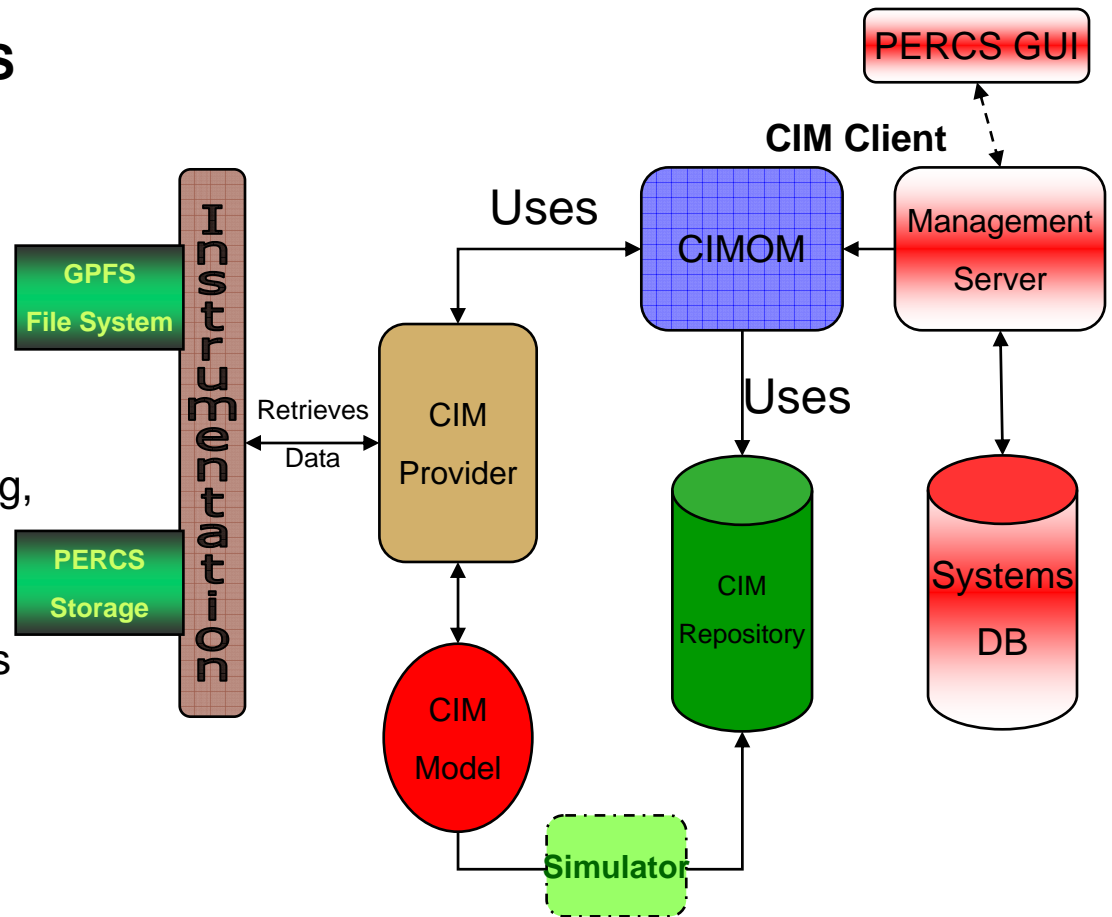 s
PERCS GUI
CIM Client
Uses
CIMOM
Management
Server
Instrumentation
GPFS
File System
Uses
Retrieves
Data
CIM
Provider
g,
PERCS
Storage
s
CIM
Repository
Systems
DB
CIM
Model
Simulator